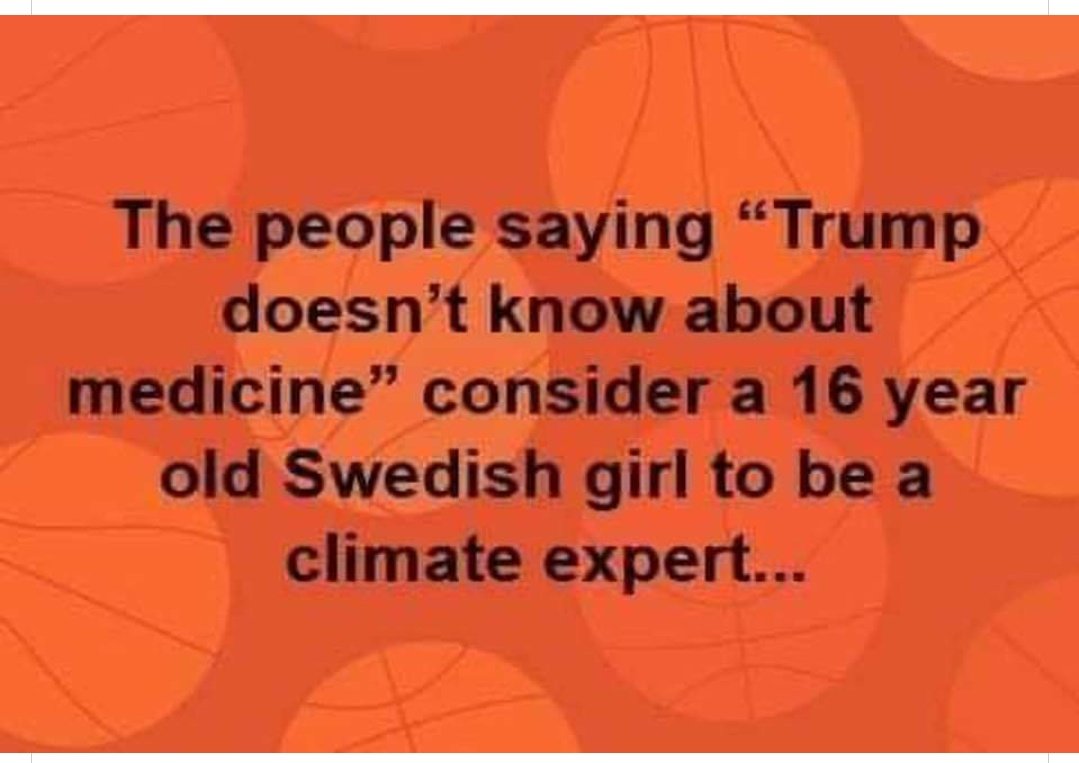 The people saying “Trump
doesn’t know about
medicine” consider a 16 year
old Swedish girl to be a
climate expert...